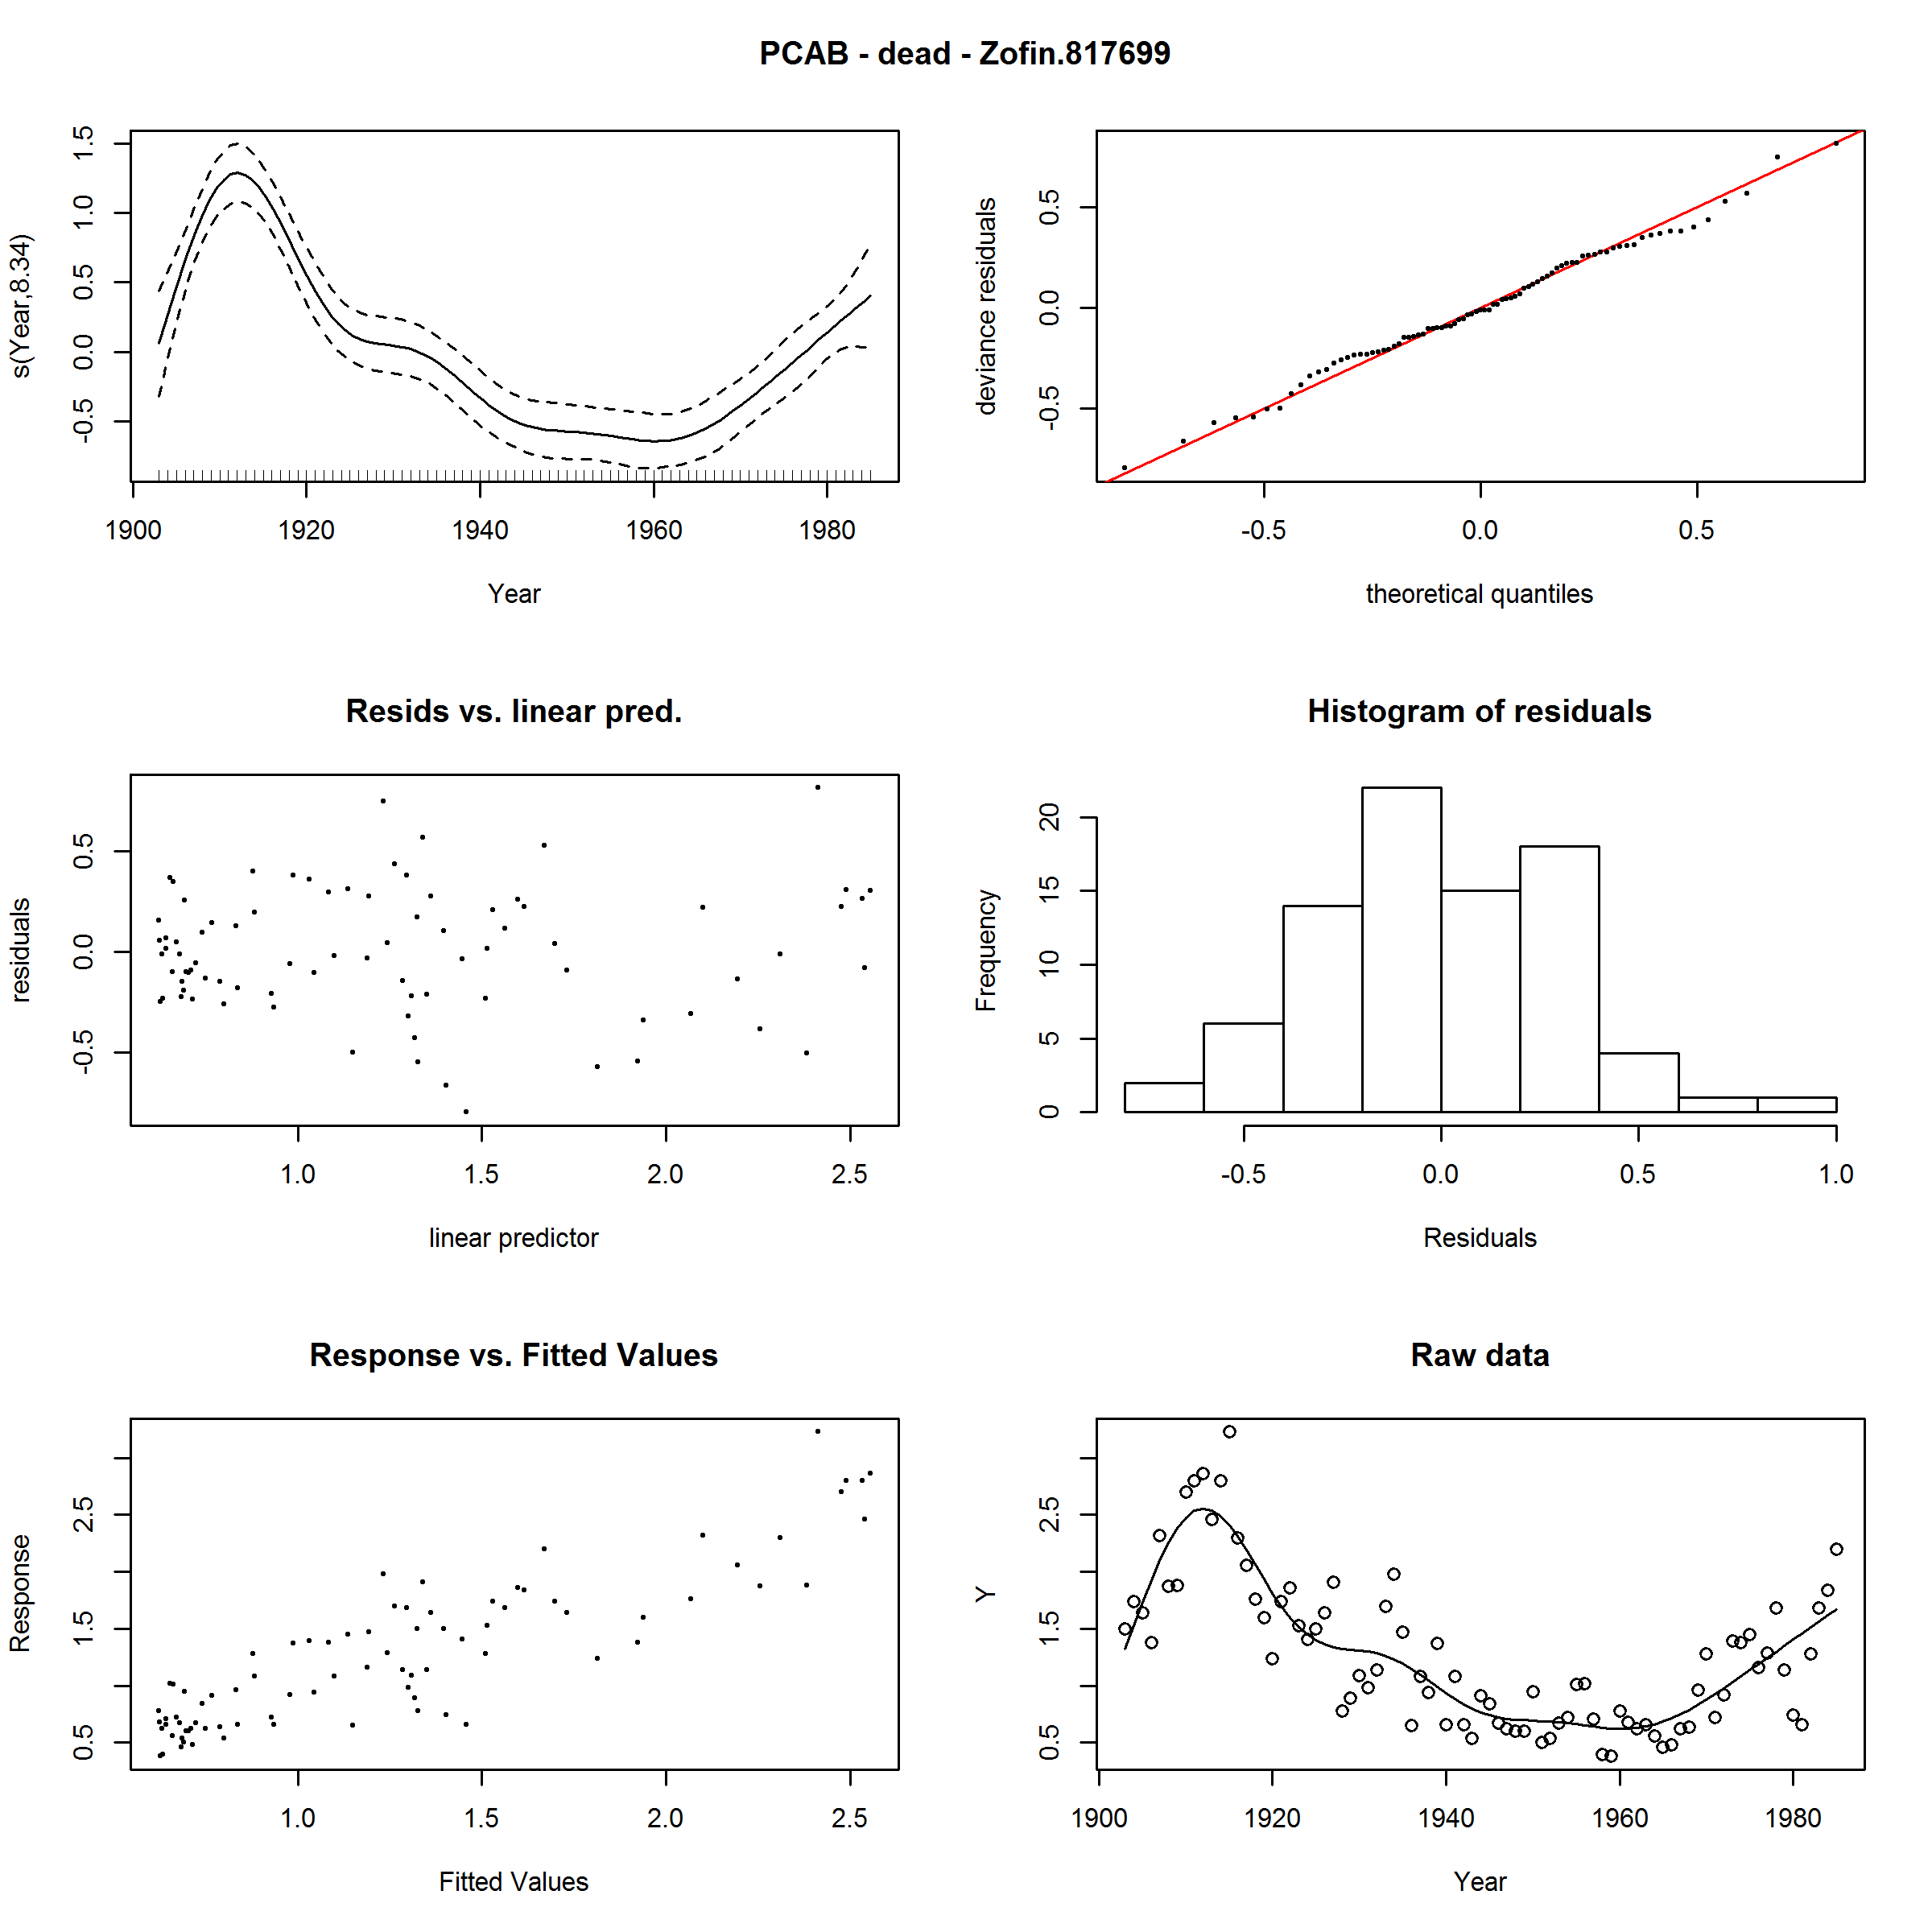 PCAB - dead - Zofin.817699
s(Year,8.34)
-0.5 0.0 0.5 1.0 1.5
1900 1920 1940 1960 1980
Year
deviance residuals
-0.5 0.0 0.5
-0.5 0.0 0.5
theoretical quantiles
Resids vs. linear pred.
residuals
-0.5 0.0 0.5
1.0 1.5 2.0 2.5
linear predictor
Histogram of residuals
Frequency
0 5 10 15 20
-0.5 0.0 0.5 1.0
Residuals
Response vs. Fitted Values
Response
0.5 1.5 2.5
1.0 1.5 2.0 2.5
Fitted Values
Raw data
Y
0.5 1.5 2.5
1900 1920 1940 1960 1980
Year